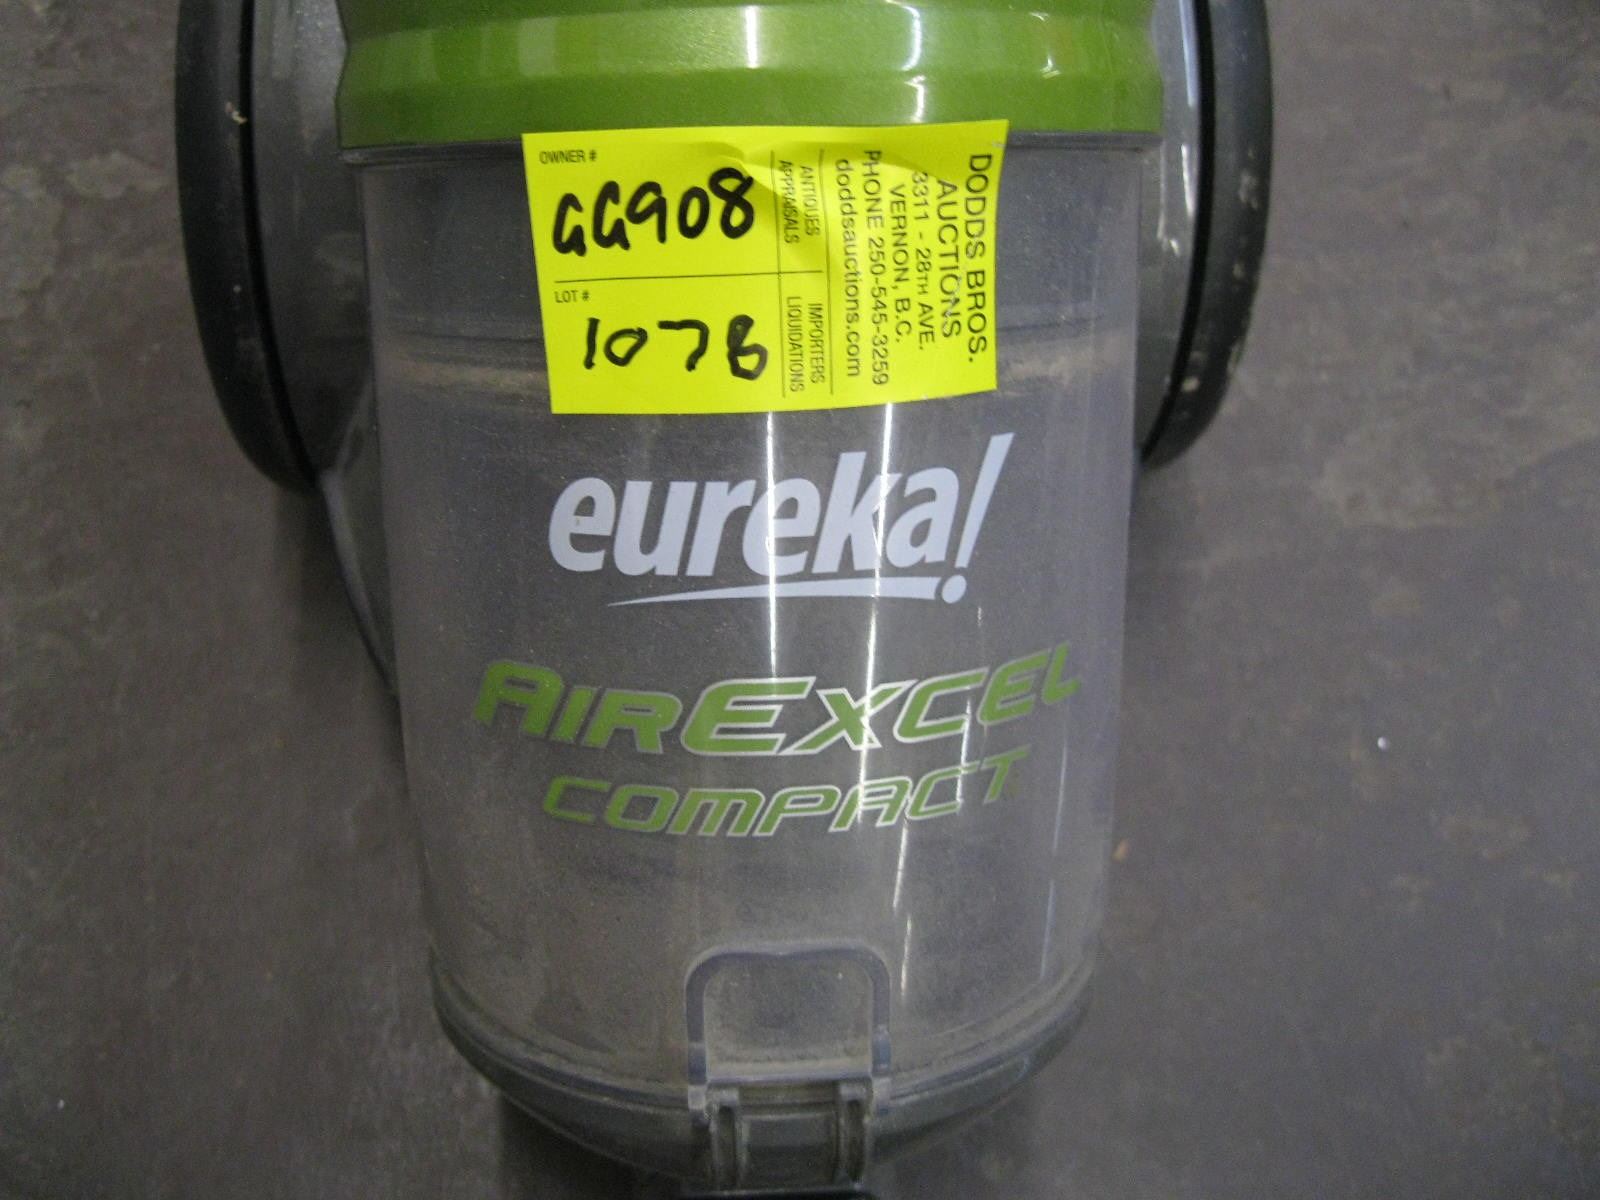 OWNER #
GG908
LOT #
1078
ANTIQUES
APPRAISALS
IMPORTERS
LIQUIDATIONS
DODDS BROS.
AUCTIONS
3311 - 28TH AVE.
VERNON, B.C.
PHONE 250-545-3259
doddsauctions.com
eureka!
AIREXCEL
COMPACT